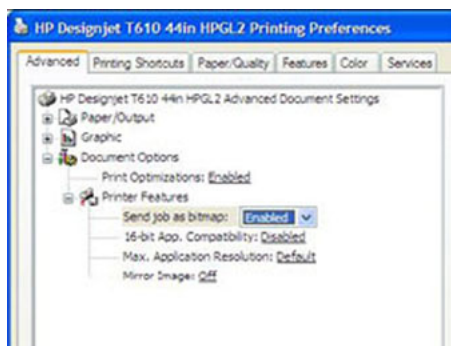 HP Designjet T610 44in HPGL2 Printing Preferences
Advanced Printing Shortcuts Paper/Quality Features Color Services
HP Designjet T610 44in HPGL2 Advanced Document Settings
Paper/Output
Graphic
Document Options
Print Optimizations: Enabled
Printer Features
Send job as bitmap: Enabled
16-bit App. Compatibility: Disabled
Max. Application Resolution: Default
Mirror Image: Off